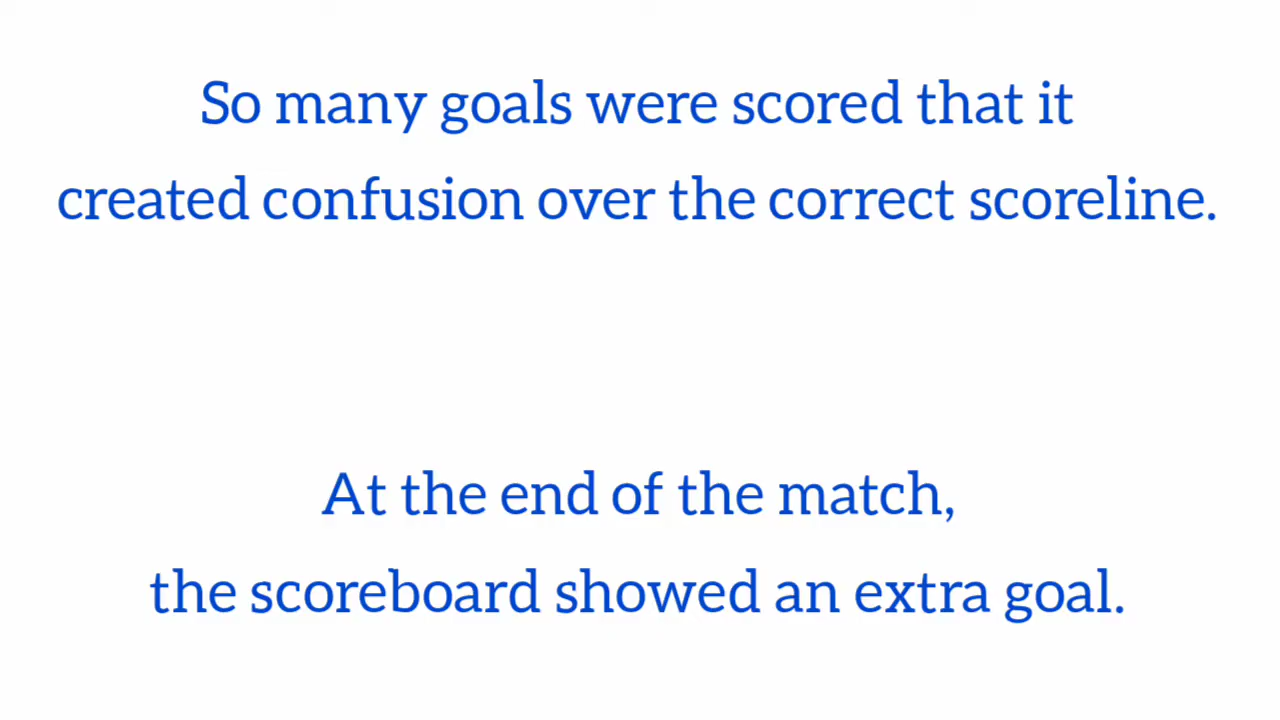 So many goals were scored that it
created confusion over the correct scoreline.
At the end of the match,
the scoreboard showed an extra goal.